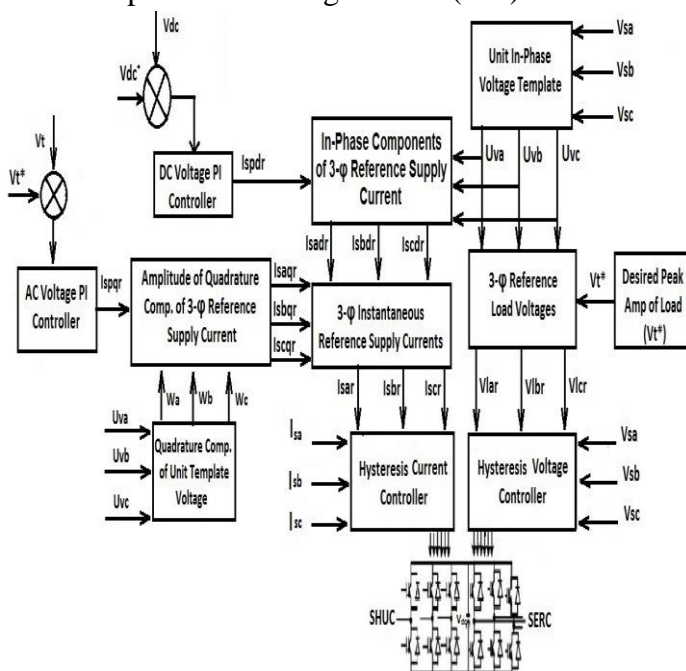 Vdc
Vdc*
Vt
Vt*
DC Voltage PI
Controller
Ispdr
In-Phase Components
of 3-φ Reference Supply
Current
Unit In-Phase
Voltage Template
Vsa
Vsb
Vsc
Uva
Uvb
Uvc
Isadr
Isbdr
Iscdr
AC Voltage PI
Controller
Ispqr
Amplitude of Quadrature
Comp. of 3-φ Reference
Supply Current
Isaqr
Isbqr
Iscqr
3-φ Instantaneous
Reference Supply Currents
3-φ Reference
Load Voltages
Vt*
Desired Peak
Amp of Load
(Vt*)
Wa
Wb
Wc
Uva
Uvb
Uvc
Quadrature Comp.
of Unit Template
Voltage
Isar
Isbr
Iscr
Vlar
Vlbr
Vlcr
Isa
Isb
Isc
Hysteresis Current
Controller
Hysteresis Voltage
Controller
Vsa
Vsb
Vsc
SHUC
SERC